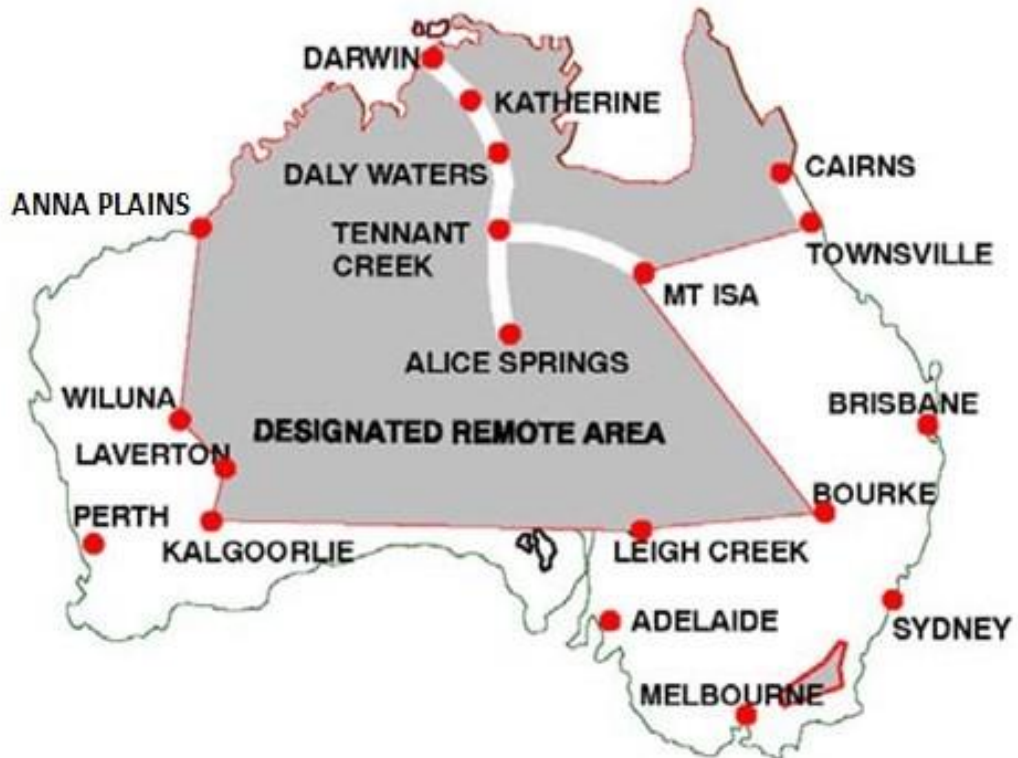 DARWIN
KATHERINE
DALY WATERS
CAIRNS
ANNA PLAINS
TENNANT
CREEK
TOWNSVILLE
MT ISA
ALICE SPRINGS
WILUNA
BRISBANE
DESIGNATED REMOTE AREA
LAVERTON
BOURKE
PERTH
KALGOORLIE
LEIGH CREEK
ADELAIDE
SYDNEY
MELBOURNE